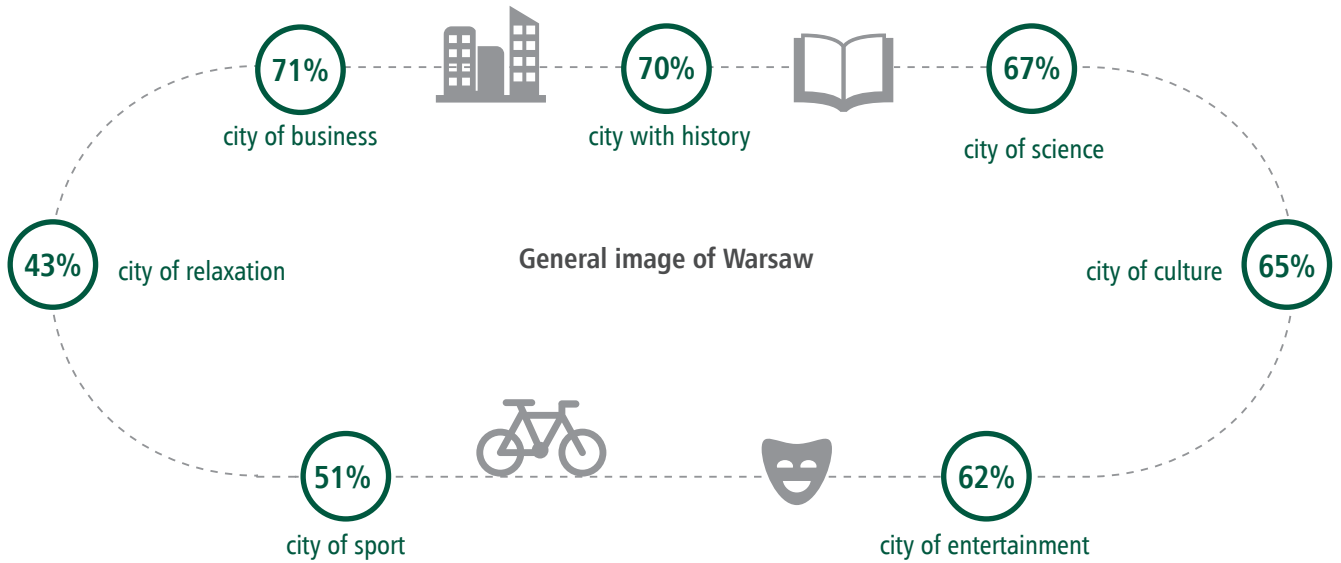 71%
city of business
70%
city with history
67%
city of science
43%
city of relaxation
General image of Warsaw
city of culture
65%
51%
city of sport
62%
city of entertainment